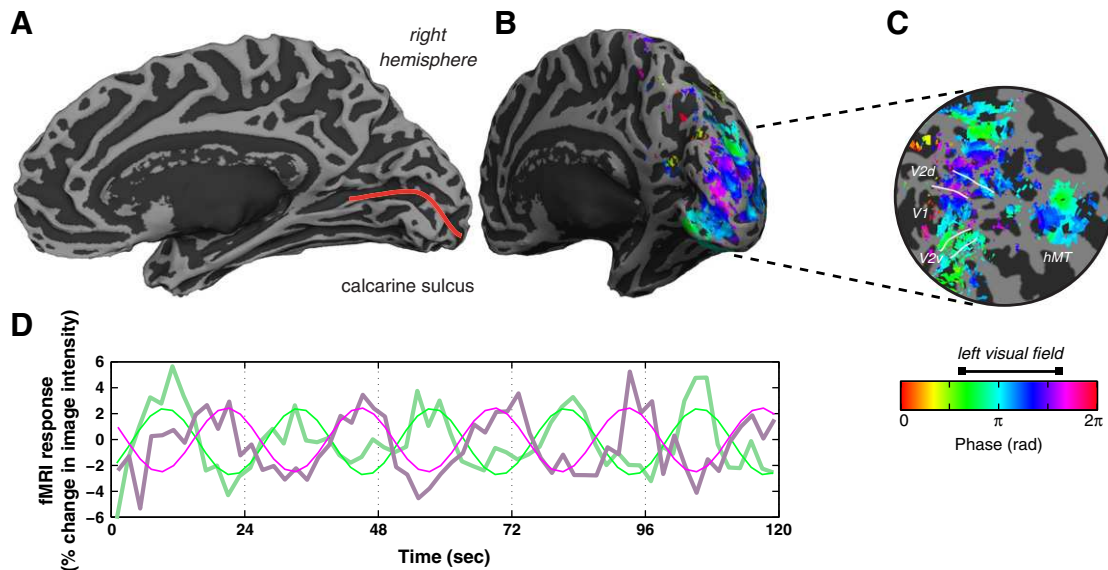 A
right
hemisphere
B
C
V2d
V1
V2v
hMT
calcarine sulcus
left visual field
0 π 2π
Phase (rad)
D
fMRI response
(% change in image intensity)
6
4
2
0
−2
−4
−6
0 24 48 72 96 120
Time (sec)